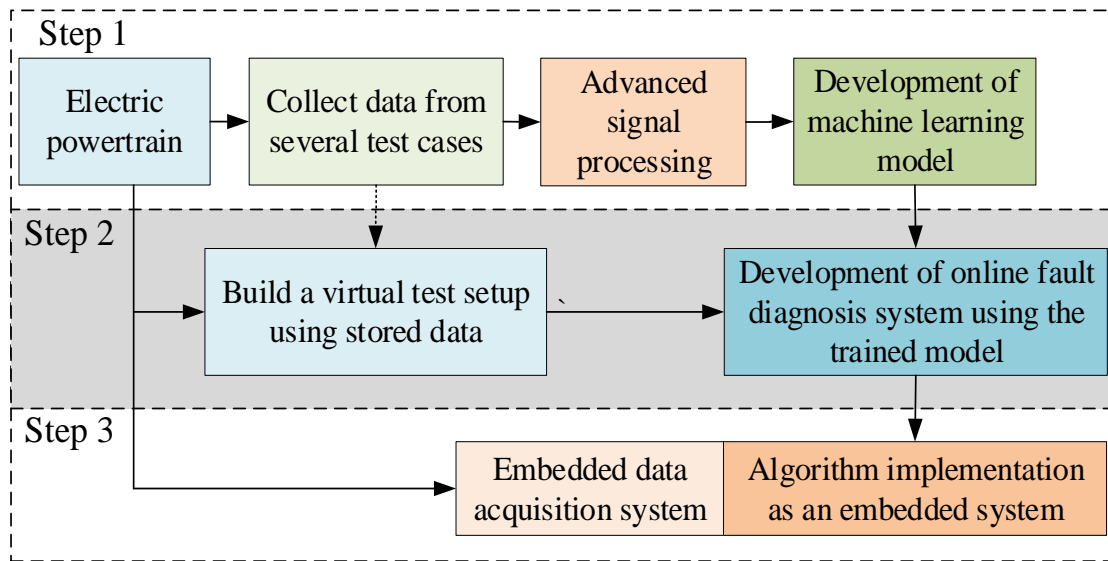 Step 1
Electric
powertrain
Collect data from
several test cases
Advanced
signal
processing
Development of
machine learning
model
Step 2
Build a virtual test setup
using stored data
`
Development of online fault
diagnosis system using the
trained model
Step 3
Embedded data
acquisition system
Algorithm implementation
as an embedded system